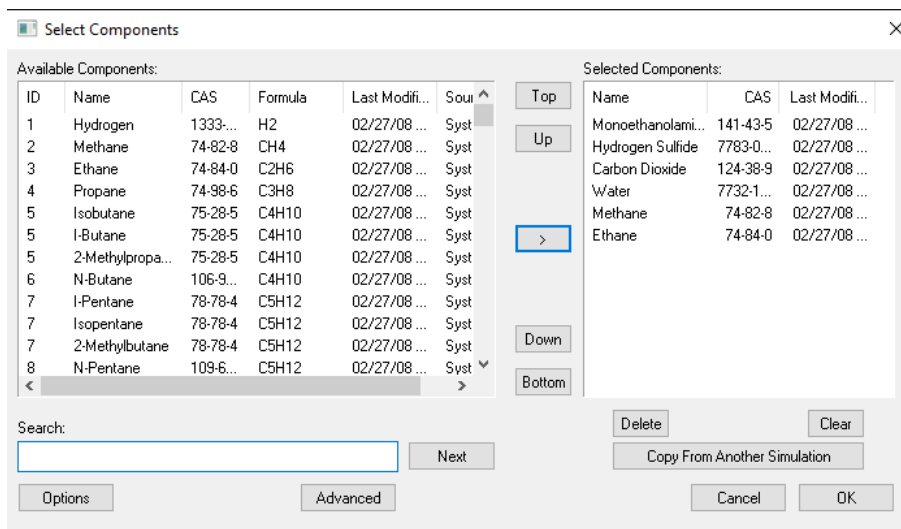 Select Components
Available Components:
ID Name CAS Formula Last Modifi... Sour
1 Hydrogen 1333-... H2 02/27/08 ... Syst
2 Methane 74-82-8 CH4 02/27/08 ... Syst
3 Ethane 74-84-0 C2H6 02/27/08 ... Syst
4 Propane 74-98-6 C3H8 02/27/08 ... Syst
5 Isobutane 75-28-5 C4H10 02/27/08 ... Syst
5 I-Butane 75-28-5 C4H10 02/27/08 ... Syst
5 2-Methylpropa... 75-28-5 C4H10 02/27/08 ... Syst
6 N-Butane 106-9... C4H10 02/27/08 ... Syst
7 I-Pentane 78-78-4 C5H12 02/27/08 ... Syst
7 Isopentane 78-78-4 C5H12 02/27/08 ... Syst
7 2-Methylbutane 78-78-4 C5H12 02/27/08 ... Syst
8 N-Pentane 109-6... C5H12 02/27/08 ... Syst
Top
Up
>
Down
Bottom
Selected Components:
Name CAS Last Modifi...
Monoethanolami... 141-43-5 02/27/08 ...
Hydrogen Sulfide 7783-0... 02/27/08 ...
Carbon Dioxide 124-38-9 02/27/08 ...
Water 7732-1... 02/27/08 ...
Methane 74-82-8 02/27/08 ...
Ethane 74-84-0 02/27/08 ...
Search:
Next
Delete Clear
Copy From Another Simulation
Options Advanced Cancel OK